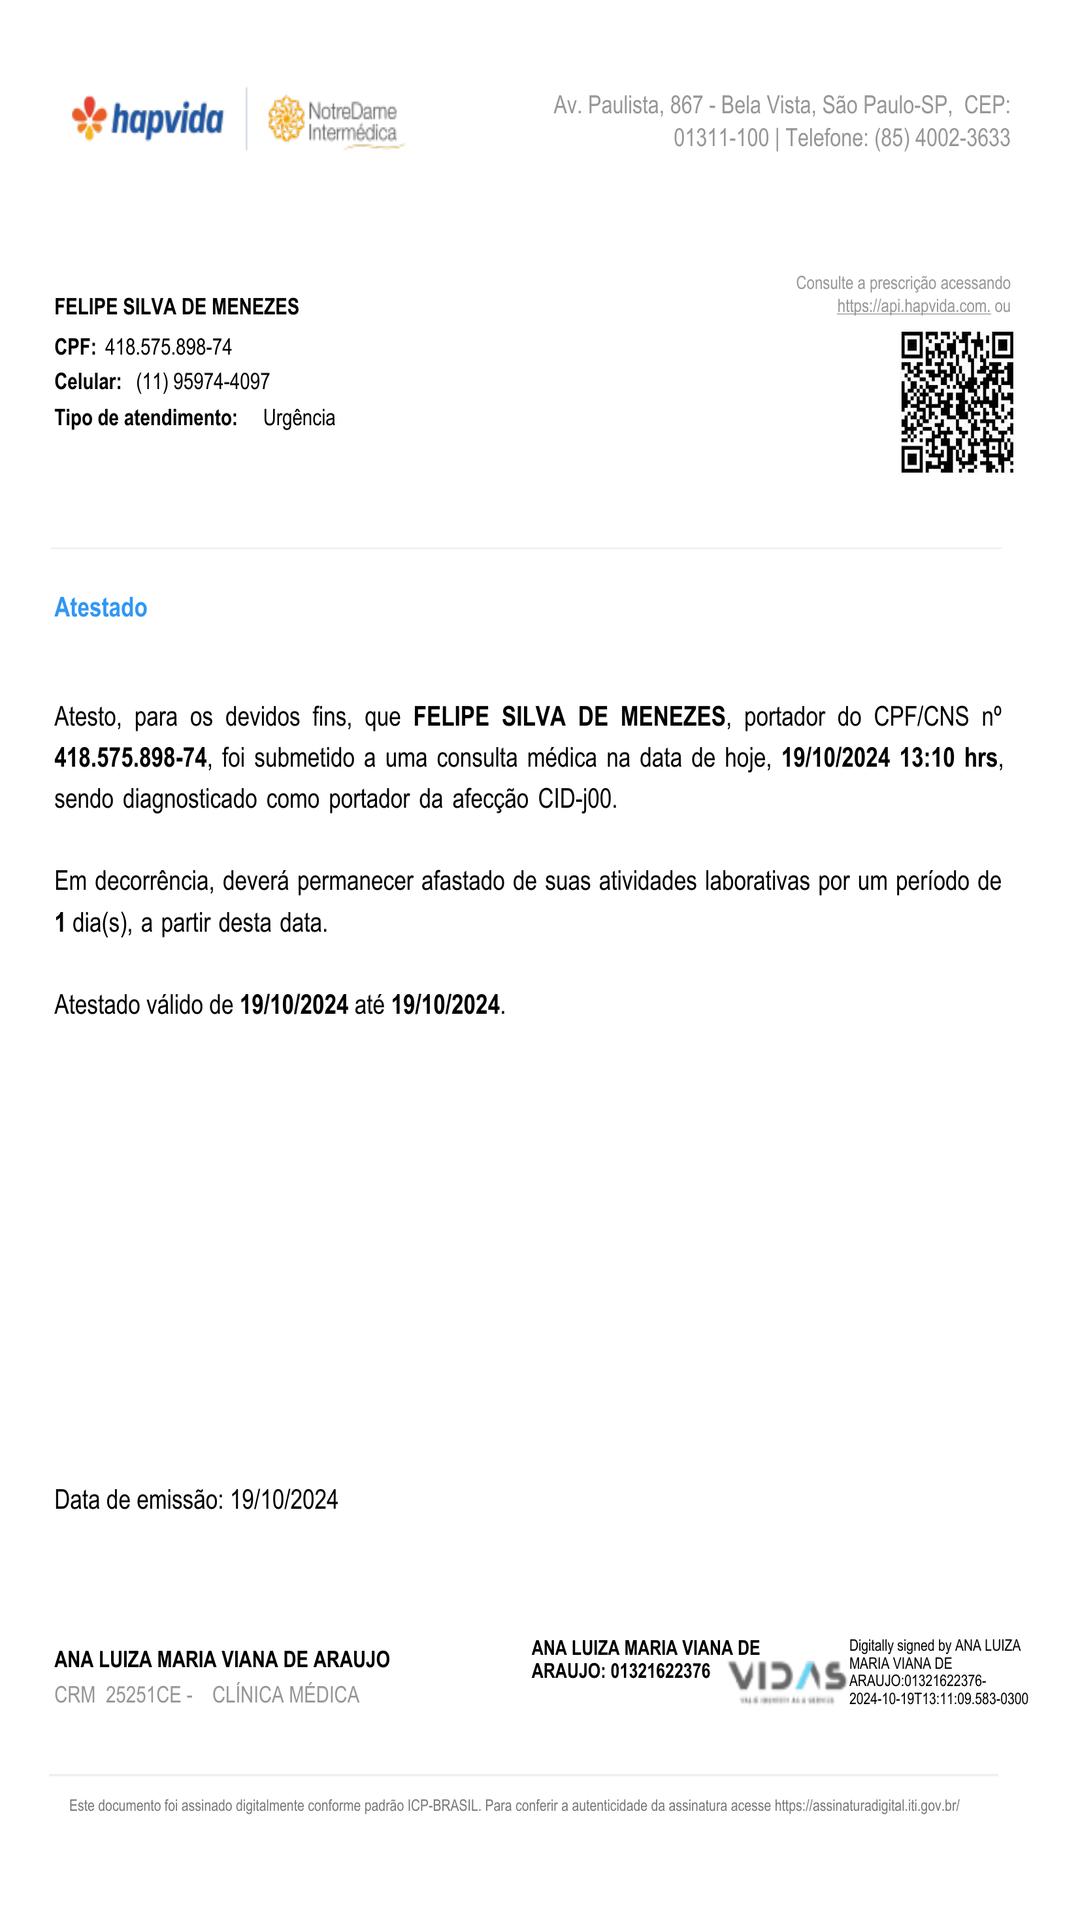 hapvida
NotreDame
Intermédica
Av. Paulista, 867 - Bela Vista, São Paulo-SP, CEP:
01311-100 | Telefone: (85) 4002-3633
Consulte a prescrição acessando
https://api.hapvida.com. ou
FELIPE SILVA DE MENEZES
CPF: 418.575.898-74
Celular: (11) 95974-4097
Tipo de atendimento: Urgência
Atestado
Atesto, para os devidos fins, que FELIPE SILVA DE MENEZES, portador do CPF/CNS nº
418.575.898-74, foi submetido a uma consulta médica na data de hoje, 19/10/2024 13:10 hrs,
sendo diagnosticado como portador da afecção CID-j00.
Em decorrência, deverá permanecer afastado de suas atividades laborativas por um período de
1 dia(s), a partir desta data.
Atestado válido de 19/10/2024 até 19/10/2024.
Data de emissão: 19/10/2024
ANA LUIZA MARIA VIANA DE ARAUJO
CRM 25251CE - CLÍNICA MÉDICA
ANA LUIZA MARIA VIANA DE
ARAUJO: 01321622376
VIDAS
Digitally signed by ANA LUIZA
MARIA VIANA DE
ARAUJO:01321622376-
2024-10-19T13:11:09.583-0300
Este documento foi assinado digitalmente conforme padrão ICP-BRASIL. Para conferir a autenticidade da assinatura acesse https://assinaturadigital.iti.gov.br/